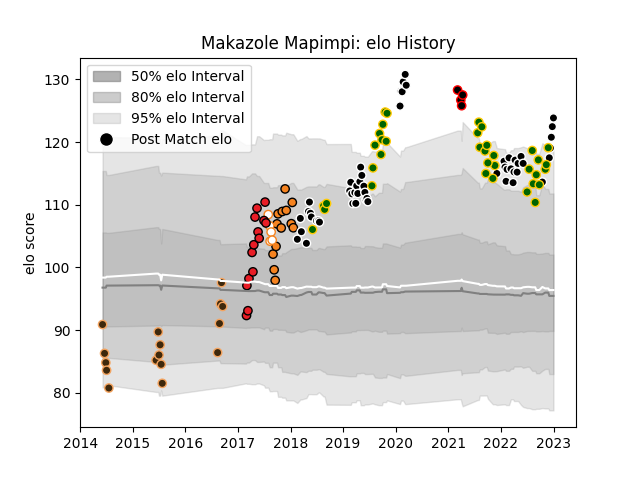 Makazole Mapimpi: elo History
50% elo Interval
80% elo Interval
95% elo Interval
Post Match elo
elo score
130
120
110
100
90
80
2014 2015 2016 2017 2018 2019 2020 2021 2022 2023